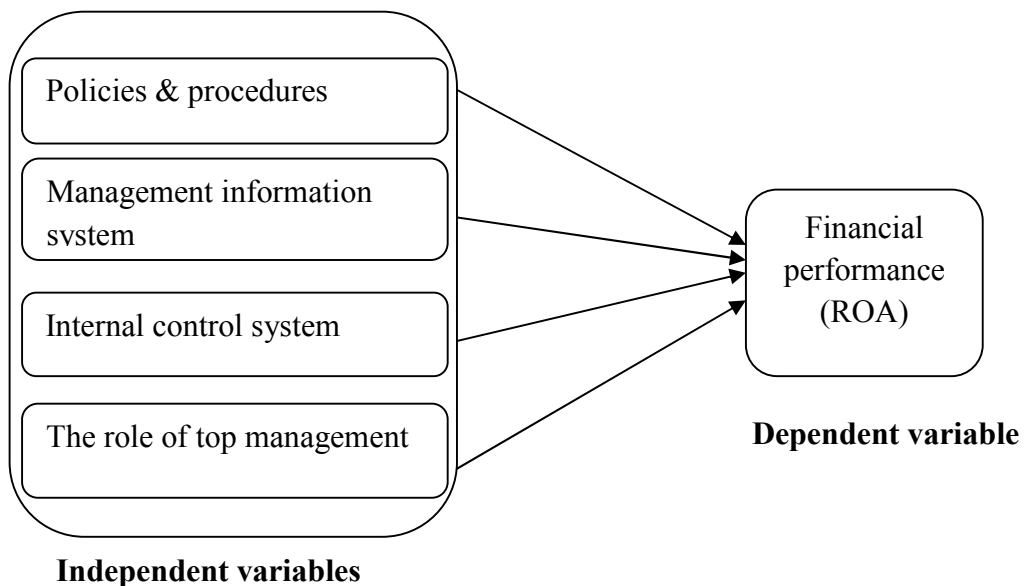 Policies & procedures
Management information
system
Internal control system
The role of top management
Independent variables
Financial
performance
(ROA)
Dependent variable